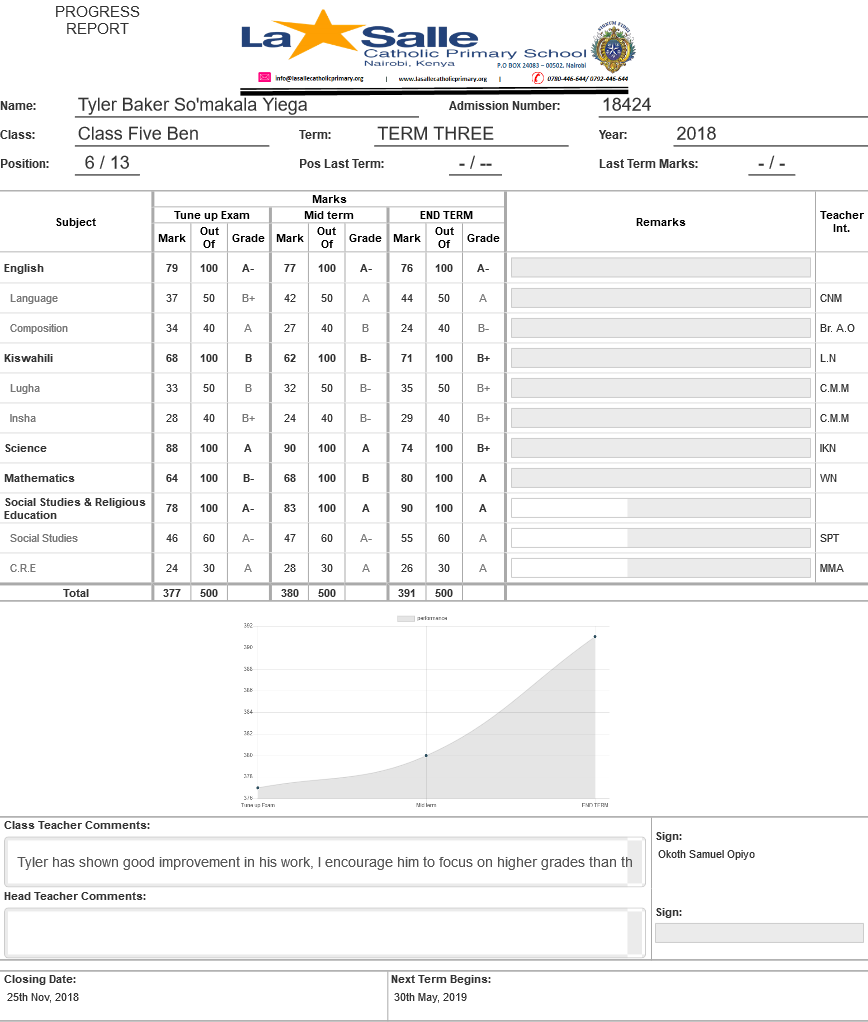 PROGRESS
REPORT
La Salle
Catholic Primary School
Nairobi, Kenya
P.O BOX 24083 – 00502, Nairobi
info@lasallecatholicprimary.org | www.lasallecatholicprimary.org | 0780-446-644/ 0792-446-644
Name: Tyler Baker So'makala Yiega Admission Number: 18424
Class: Class Five Ben Term: TERM THREE Year: 2018
Position: 6 / 13 Pos Last Term: - / -- Last Term Marks: - / -
Subject Marks Remarks Teacher Int.
Tune up Exam Mid term END TERM
Mark Out Of Grade Mark Out Of Grade Mark Out Of Grade
English 79 100 A- 77 100 A- 76 100 A-
Language 37 50 B+ 42 50 A 44 50 A CNM
Composition 34 40 A 27 40 B 24 40 B- Br. A.O
Kiswahili 68 100 B 62 100 B- 71 100 B+ L.N
Lugha 33 50 B 32 50 B- 35 50 B+ C.M.M
Insha 28 40 B+ 24 40 B- 29 40 B+ C.M.M
Science 88 100 A 90 100 A 74 100 B+ IKN
Mathematics 64 100 B- 68 100 B 80 100 A WN
Social Studies & Religious
Education 78 100 A- 83 100 A 90 100 A
Social Studies 46 60 A- 47 60 A- 55 60 A SPT
C.R.E 24 30 A 28 30 A 26 30 A MMA
Total 377 500 380 500 391 500
performance
392
390
388
386
384
382
380
378
376
Tune up Exam Mid term END TERM
Class Teacher Comments:
Tyler has shown good improvement in his work, I encourage him to focus on higher grades than th
Sign:
Okoth Samuel Opiyo
Head Teacher Comments:
Sign:
Closing Date: Next Term Begins:
25th Nov, 2018 30th May, 2019